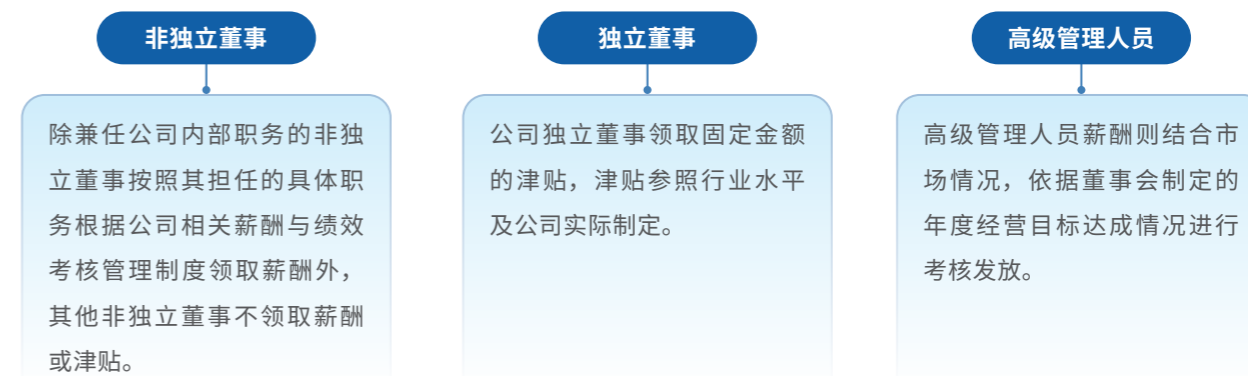 非独立董事
除兼任公司内部职务的非独
立董事按照其担任的具体职
务根据公司相关薪酬与绩效
考核管理制度领取薪酬外，
其他非独立董事不领取薪酬
或津贴。
独立董事
公司独立董事领取固定金额
的津贴，津贴参照行业水平
及公司实际制定。
高级管理人员
高级管理人员薪酬则结合市
场情况，依据董事会制定的
年度经营目标达成情况进行
考核发放。